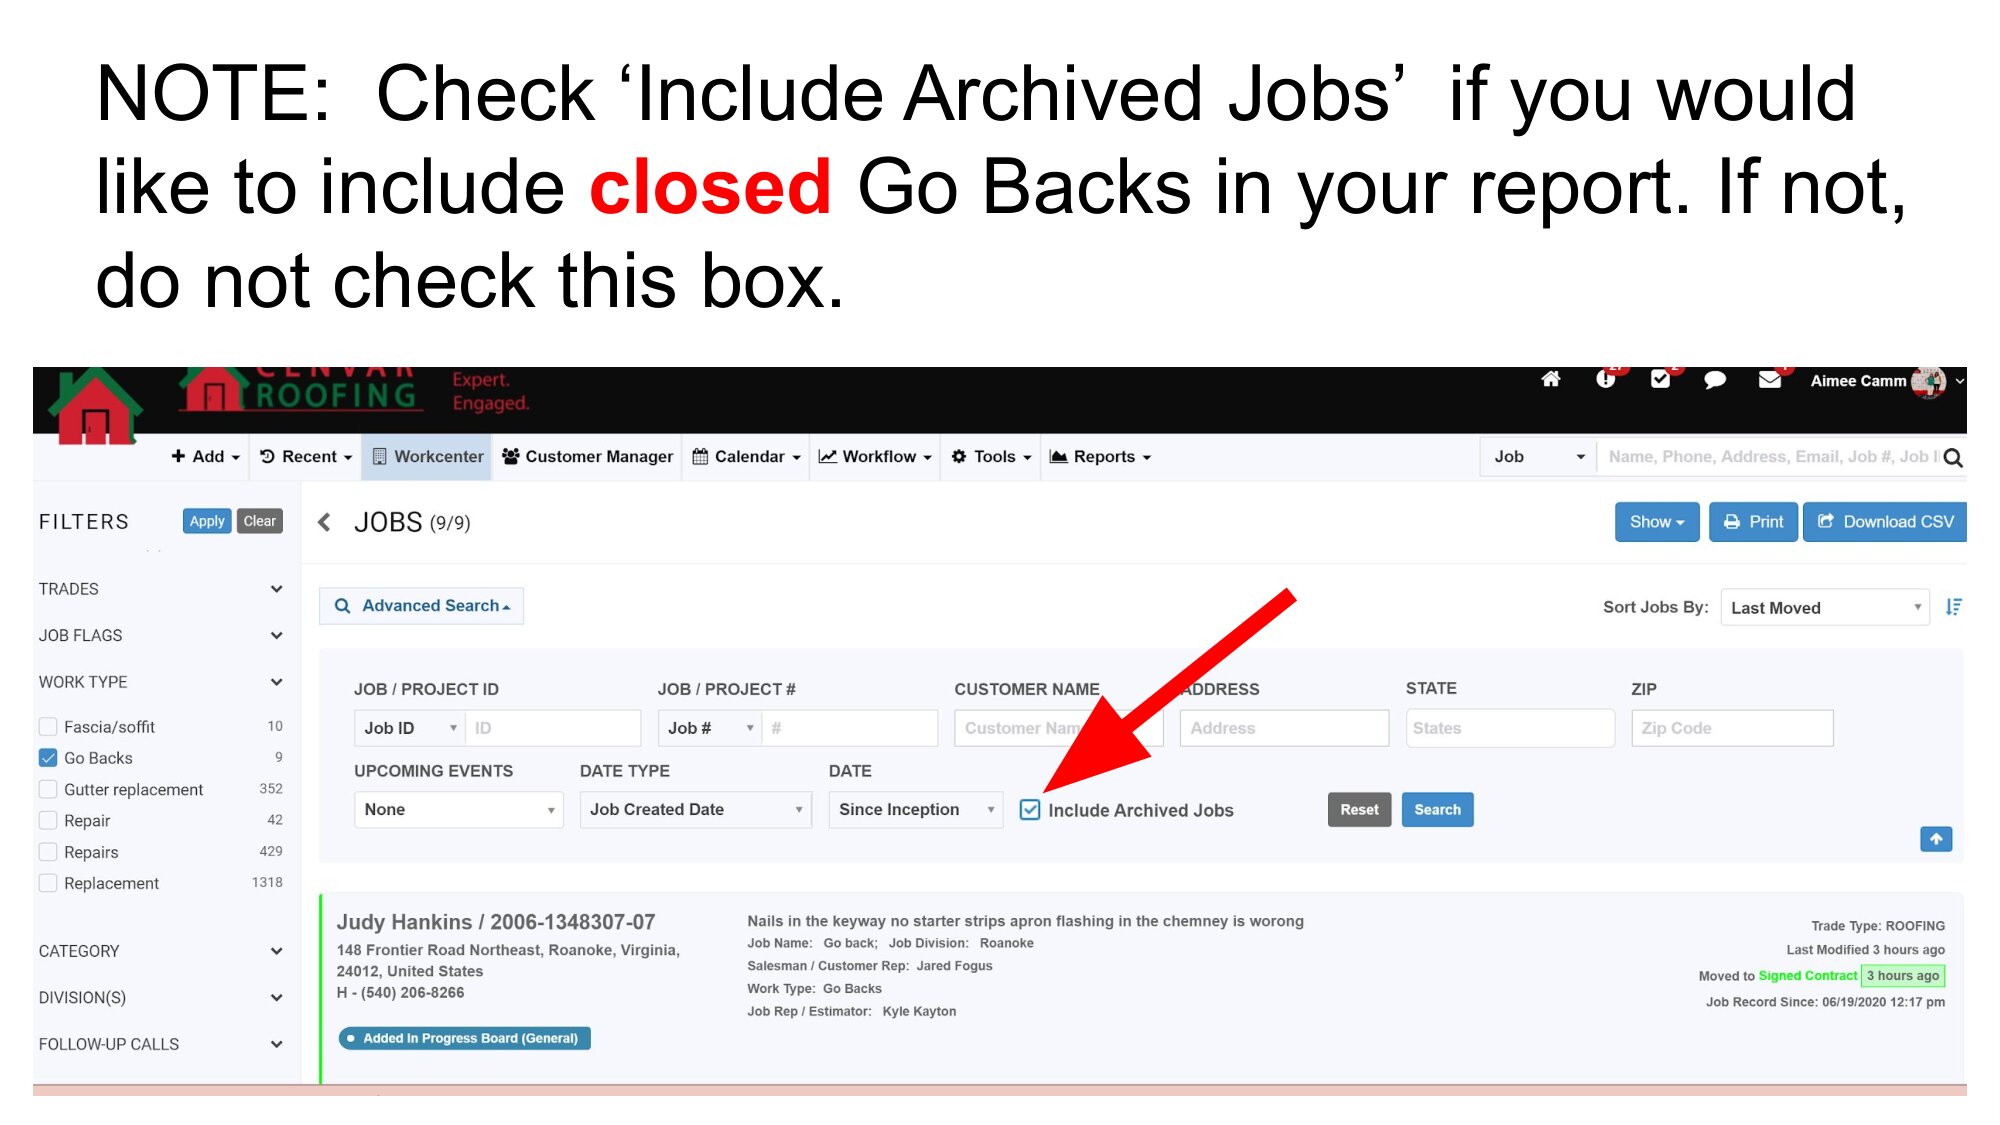 NOTE:  Check ‘Include Archived Jobs’  if you would
like to include closed Go Backs in your report. If not,
do not check this box.
CENVAR
ROOFING
Expert.
Engaged.
Aimee Camm
Add
Recent
Workcenter
Customer Manager
Calendar
Workflow
Tools
Reports
Job
Name, Phone, Address, Email, Job #, Job
FILTERS
Apply
Clear
JOBS (9/9)
Show
Print
Download CSV
TRADES
JOB FLAGS
WORK TYPE
Fascia/soffit 10
Go Backs 9
Gutter replacement 352
Repair 42
Repairs 429
Replacement 1318
CATEGORY
DIVISION(S)
FOLLOW-UP CALLS
Advanced Search
Sort Jobs By: Last Moved
JOB / PROJECT ID
JOB / PROJECT #
CUSTOMER NAME
ADDRESS
STATE
ZIP
Job ID
ID
Job #
#
Customer Name
Address
States
Zip Code
UPCOMING EVENTS
DATE TYPE
DATE
None
Job Created Date
Since Inception
Include Archived Jobs
Reset
Search
Judy Hankins / 2006-1348307-07
148 Frontier Road Northeast, Roanoke, Virginia,
24012, United States
H - (540) 206-8266
Added In Progress Board (General)
Nails in the keyway no starter strips apron flashing in the chemney is worong
Job Name: Go back; Job Division: Roanoke
Salesman / Customer Rep: Jared Fogus
Work Type: Go Backs
Job Rep / Estimator: Kyle Kayton
Trade Type: ROOFING
Last Modified 3 hours ago
Moved to Signed Contract 3 hours ago
Job Record Since: 06/19/2020 12:17 pm